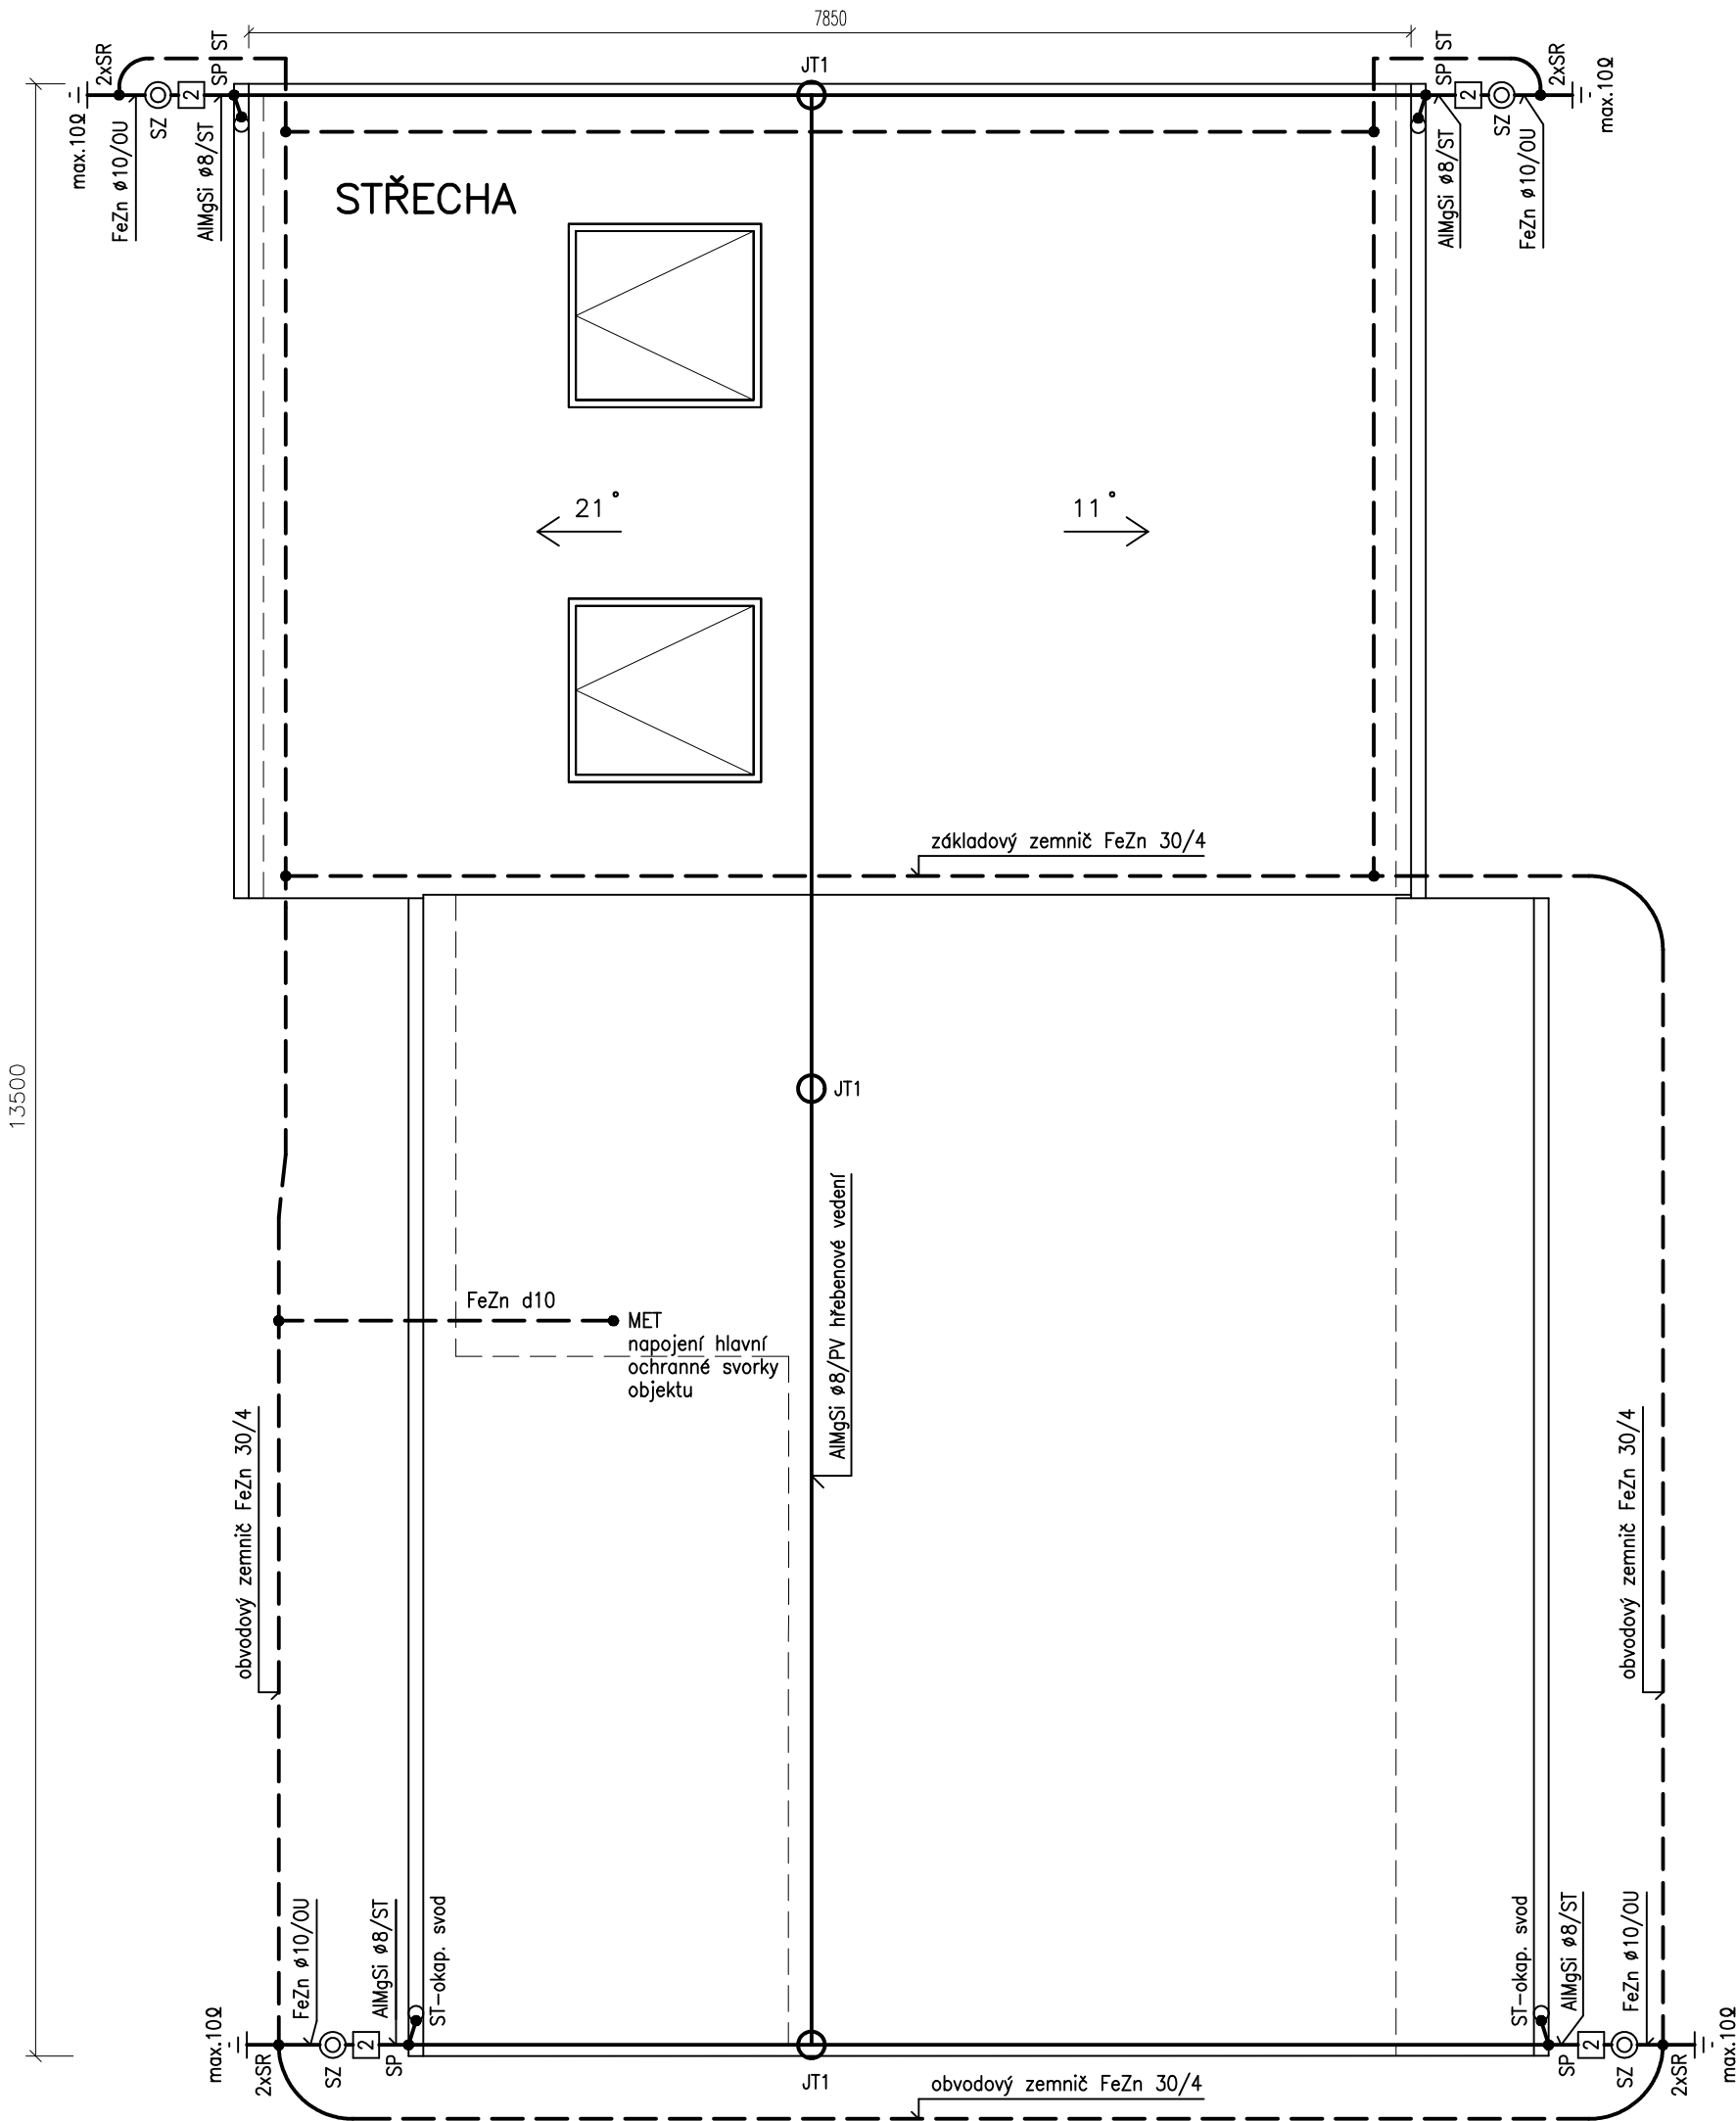 7850
2xSR
SP ST
JT1
SP ST
2xSR
2
SZ
2
SZ
max.10Ω
FeZn ø10/OU
AlMgSi ø8/ST
AlMgSi ø8/ST
FeZn ø10/OU
max.10Ω
STŘECHA
21°
11°
základový zemnič FeZn 30/4
13500
JT1
AlMgSi ø8/PV hřebenové vedení
FeZn d10
MET
napojení hlavní
ochranné svorky
objektu
obvodový zemnič FeZn 30/4
obvodový zemnič FeZn 30/4
FeZn ø10/OU
AlMgSi ø8/ST
ST-okap. svod
ST-okap. svod
AlMgSi ø8/ST
FeZn ø10/OU
max.10Ω
2xSR
SZ
2
SP
JT1
SP
2
SZ
2xSR
max.10Ω
obvodový zemnič FeZn 30/4